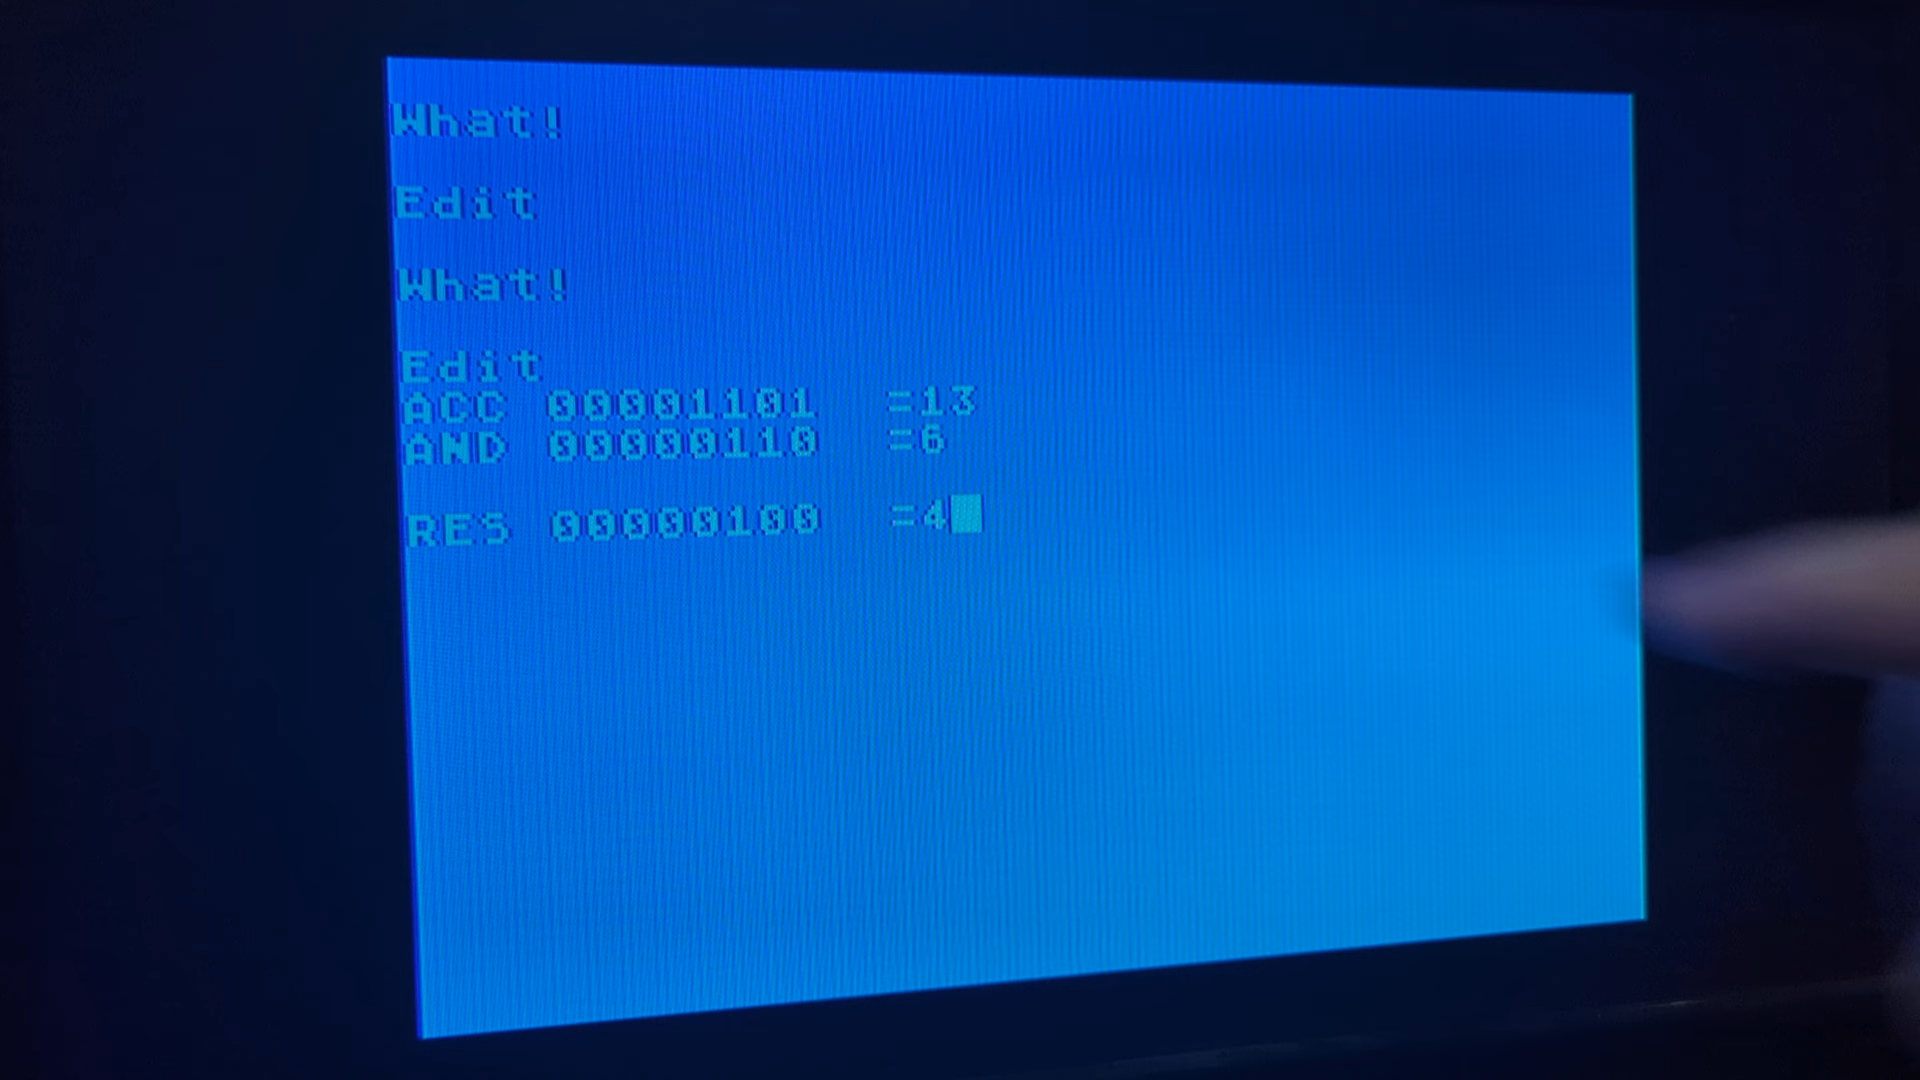 What!
Edit
What!
Edit
ACC 00001101 =13
AND 00000110 =6
RES 00000100 =4